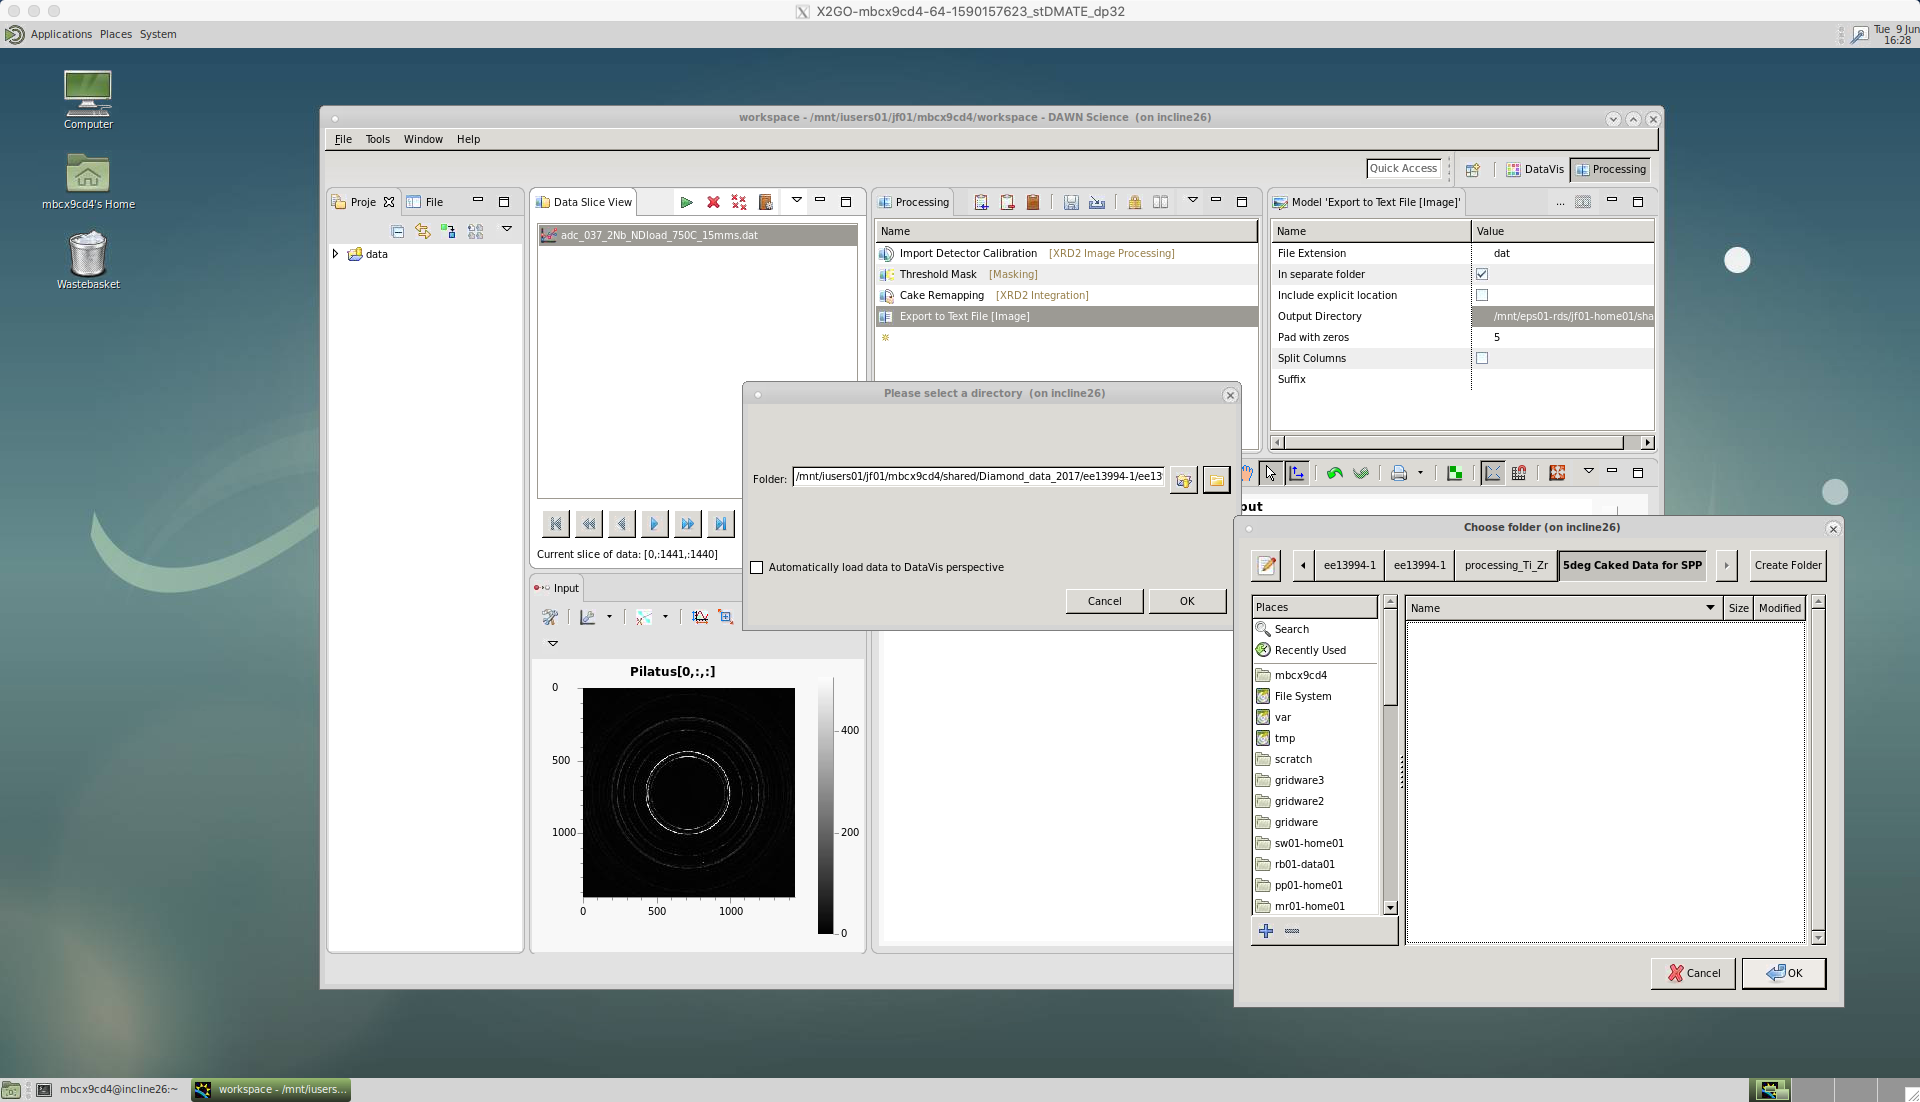 X2GO-mbcx9cd4-64-1590157623_stDMATE_dp32
Applications Places System
Tue 9 Jun
16:28
Computer
mbcx9cd4's Home
Wastebasket
workspace - /mnt/iusers01/jf01/mbcx9cd4/workspace - DAWN Science (on incline26)
File Tools Window Help
Quick Access
DataVis
Processing
Proje
File
data
Data Slice View
adc_037_2Nb_NDload_750C_15mms.dat
Current slice of data: [0,:1441,:1440]
Processing
Name
Import Detector Calibration [XRD2 Image Processing]
Threshold Mask [Masking]
Cake Remapping [XRD2 Integration]
Export to Text File [Image]
Model 'Export to Text File [Image]'
...
Name Value
File Extension dat
In separate folder
Include explicit location
Output Directory /mnt/eps01-rds/jf01-home01/sha
Pad with zeros 5
Split Columns
Suffix
Please select a directory (on incline26)
Folder: /mnt/iusers01/jf01/mbcx9cd4/shared/Diamond_data_2017/ee13994-1/ee13
Automatically load data to DataVis perspective
Cancel OK
Input
Pilatus[0,:,:]
0
500
1000
0 500 1000
400
200
0
put
Choose folder (on incline26)
ee13994-1 ee13994-1 processing_Ti_Zr 5deg Caked Data for SPP Create Folder
Places
Search
Recently Used
mbcx9cd4
File System
var
tmp
scratch
gridware3
gridware2
gridware
sw01-home01
rb01-data01
pp01-home01
mr01-home01
Name Size Modified
Cancel OK
mbcx9cd4@incline26:~
workspace - /mnt/iusers...